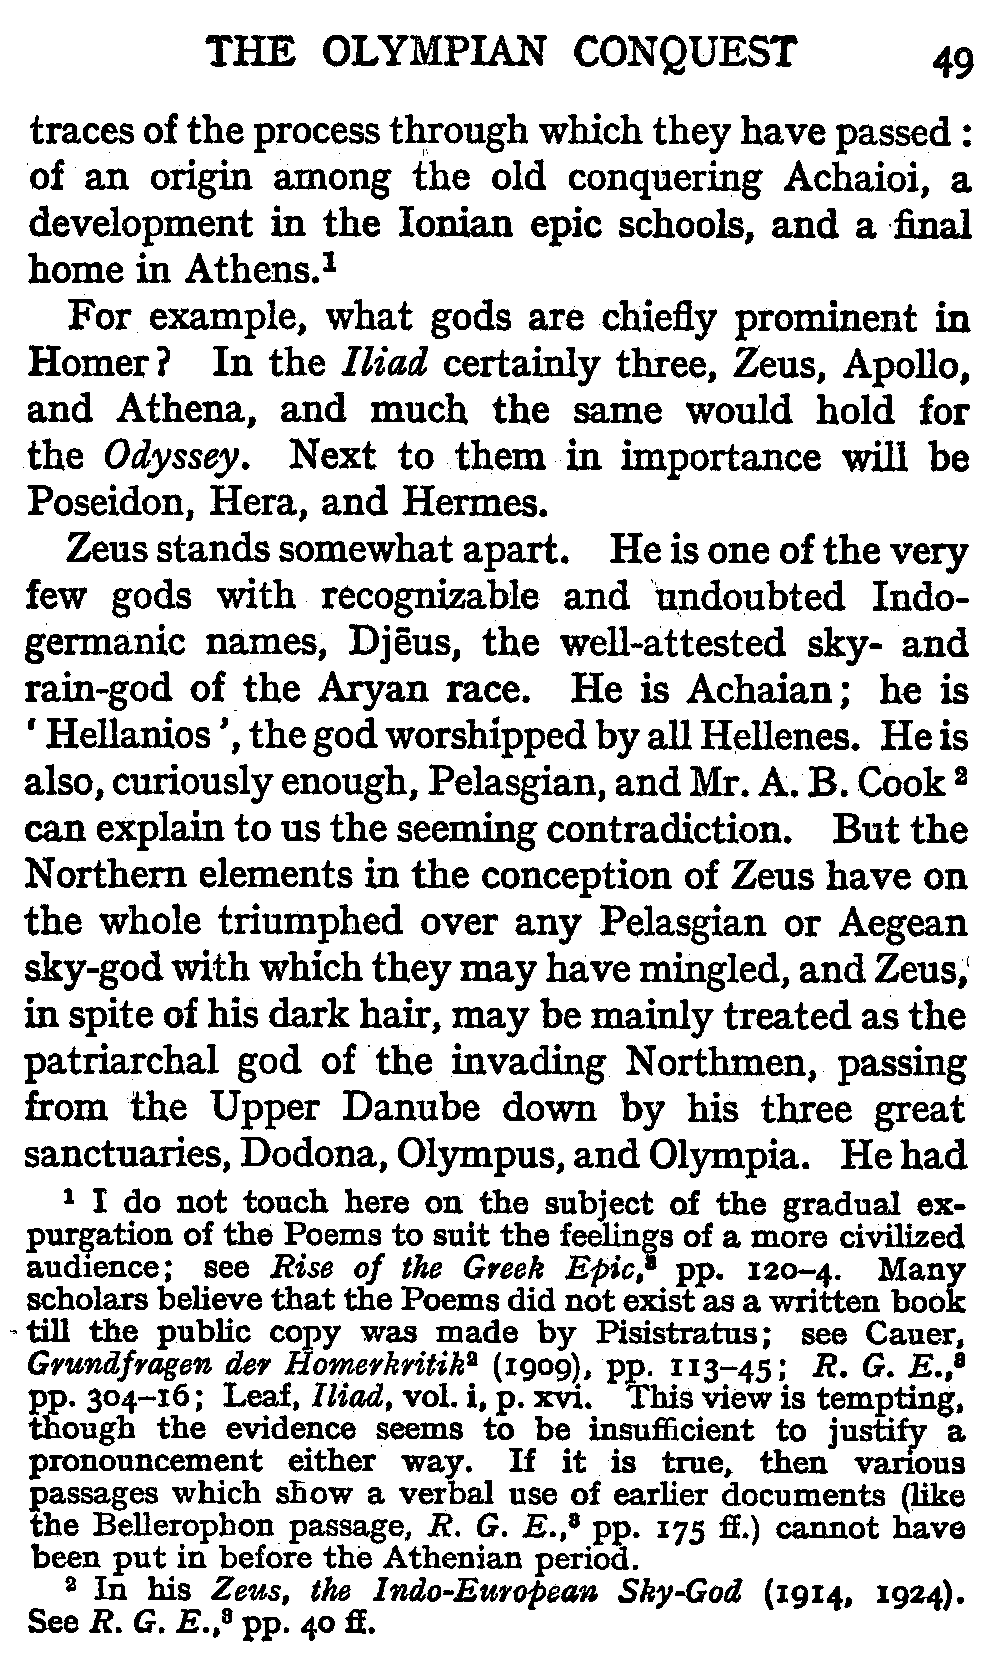 THE OLYMPIAN CONQUEST 49
traces of the process through which they have passed :
of an origin among the old conquering Achaioi, a
development in the Ionian epic schools, and a final
home in Athens.¹
For example, what gods are chiefly prominent in
Homer? In the Iliad certainly three, Zeus, Apollo,
and Athena, and much the same would hold for
the Odyssey. Next to them in importance will be
Poseidon, Hera, and Hermes.
Zeus stands somewhat apart. He is one of the very
few gods with recognizable and undoubted Indo-
germanic names, Djēus, the well-attested sky- and
rain-god of the Aryan race. He is Achaian; he is
' Hellanios ', the god worshipped by all Hellenes. He is
also, curiously enough, Pelasgian, and Mr. A. B. Cook ²
can explain to us the seeming contradiction. But the
Northern elements in the conception of Zeus have on
the whole triumphed over any Pelasgian or Aegean
sky-god with which they may have mingled, and Zeus,
in spite of his dark hair, may be mainly treated as the
patriarchal god of the invading Northmen, passing
from the Upper Danube down by his three great
sanctuaries, Dodona, Olympus, and Olympia. He had
¹ I do not touch here on the subject of the gradual ex-
purgation of the Poems to suit the feelings of a more civilized
audience; see Rise of the Greek Epic,³ pp. 120–4. Many
scholars believe that the Poems did not exist as a written book
till the public copy was made by Pisistratus; see Cauer,
Grundfragen der Homerkritik² (1909), pp. 113–45; R. G. E.,³
pp. 304–16; Leaf, Iliad, vol. i, p. xvi. This view is tempting,
though the evidence seems to be insufficient to justify a
pronouncement either way. If it is true, then various
passages which show a verbal use of earlier documents (like
the Bellerophon passage, R. G. E.,³ pp. 175 ff.) cannot have
been put in before the Athenian period.
² In his Zeus, the Indo-European Sky-God (1914, 1924).
See R. G. E.,³ pp. 40 ff.